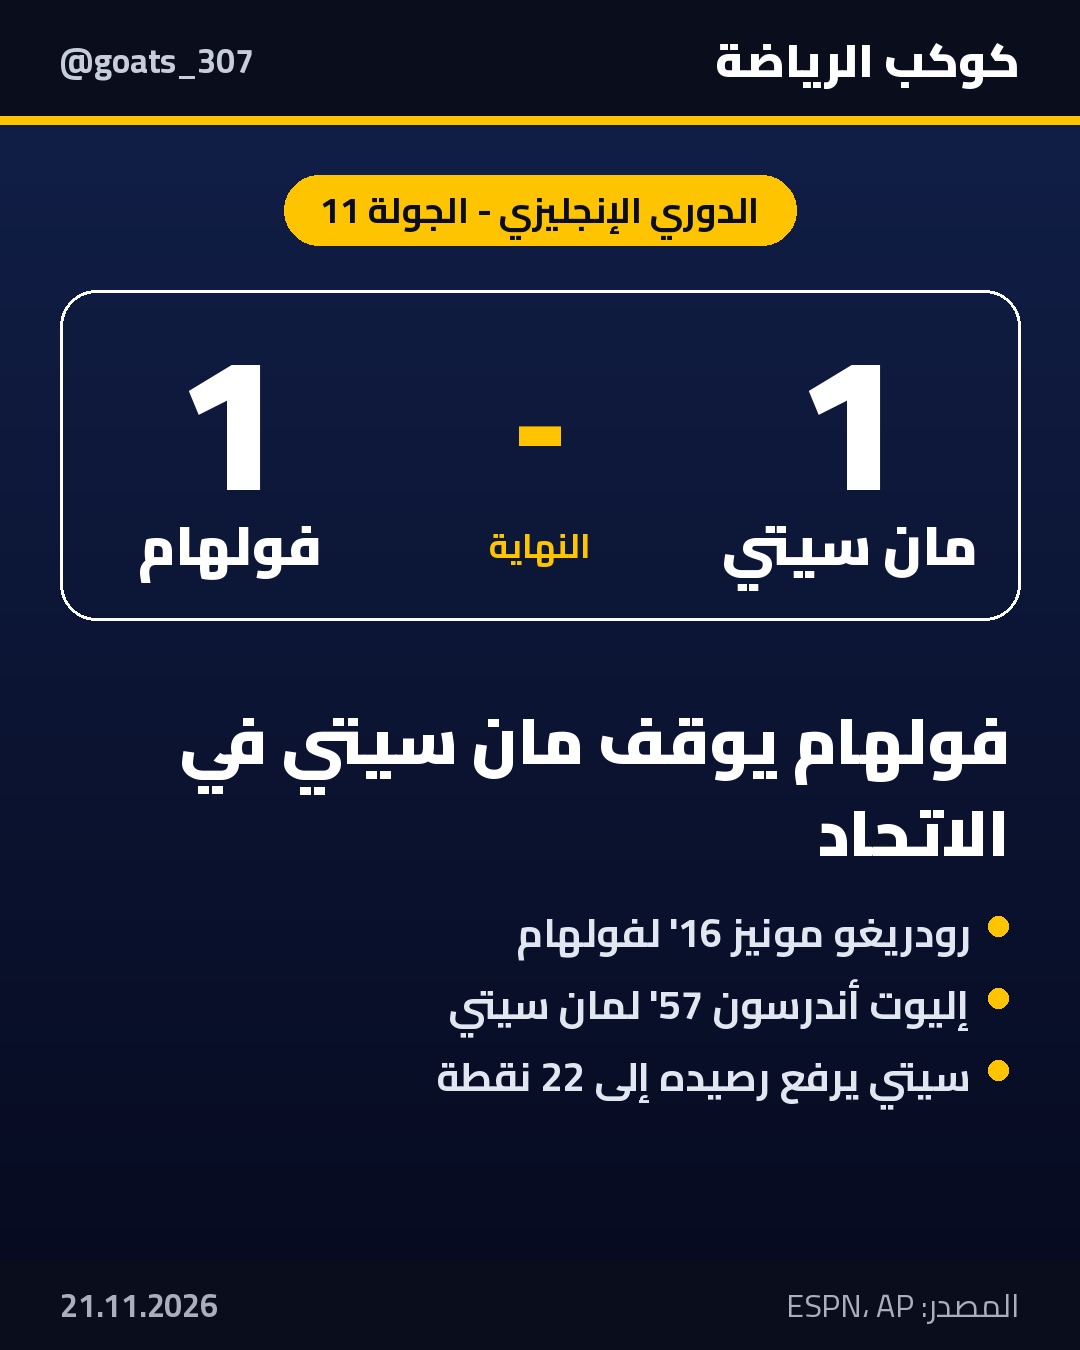 كوكب الرياضة
@goats_307
الدوري الإنجليزي - الجولة 11
1 - 1
مان سيتي النهاية فولهام
فولهام يوقف مان سيتي في
الاتحاد
رودريغو مونيز 16' لفولهام
إليوت أندرسون 57' لمان سيتي
سيتي يرفع رصيده إلى 22 نقطة
المصدر: ESPN، AP
21.11.2026